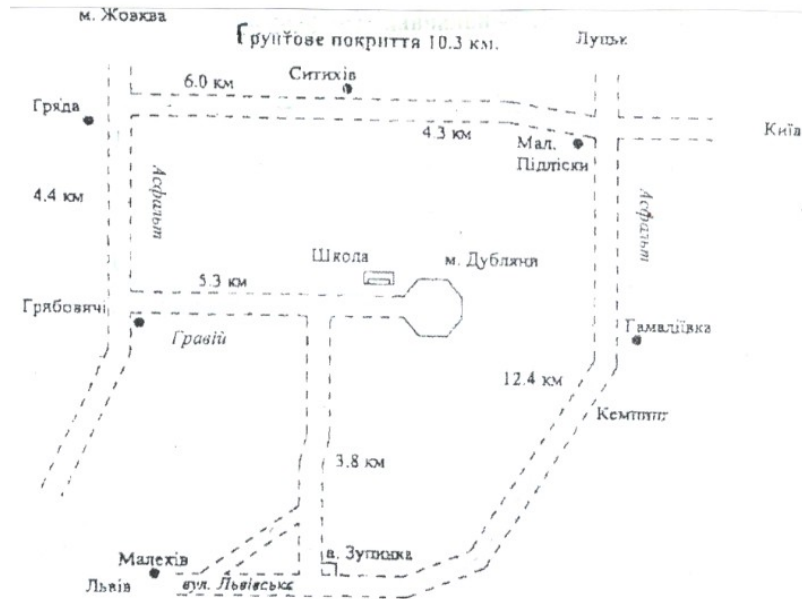 м. Жовква
Ґрунтове покриття 10.3 км.
Луцьк
6.0 км
Ситихів
Гряда
4.3 км
Київ
Мал.
Підліски
4.4 км
Асфальт
Асфальт
Школа
м. Дубляни
5.3 км
Грябовячі
Гравій
Гамаліївка
12.4 км
Кемпинг
3.8 км
а. Зупинка
Малехів
Львів
вул. Львівська